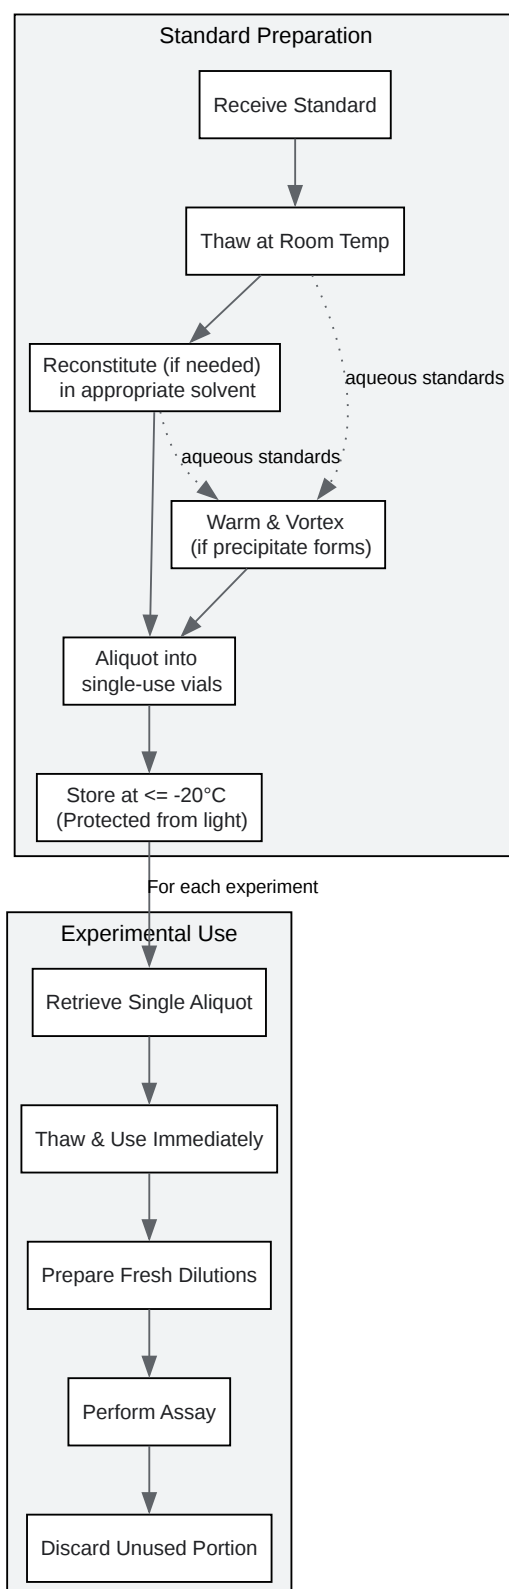 Standard Preparation
Receive Standard
Thaw at Room Temp
Reconstitute (if needed)
in appropriate solvent
aqueous standards
aqueous standards
Warm & Vortex
(if precipitate forms)
Aliquot into
single-use vials
Store at <= -20°C
(Protected from light)
For each experiment
Experimental Use
Retrieve Single Aliquot
Thaw & Use Immediately
Prepare Fresh Dilutions
Perform Assay
Discard Unused Portion